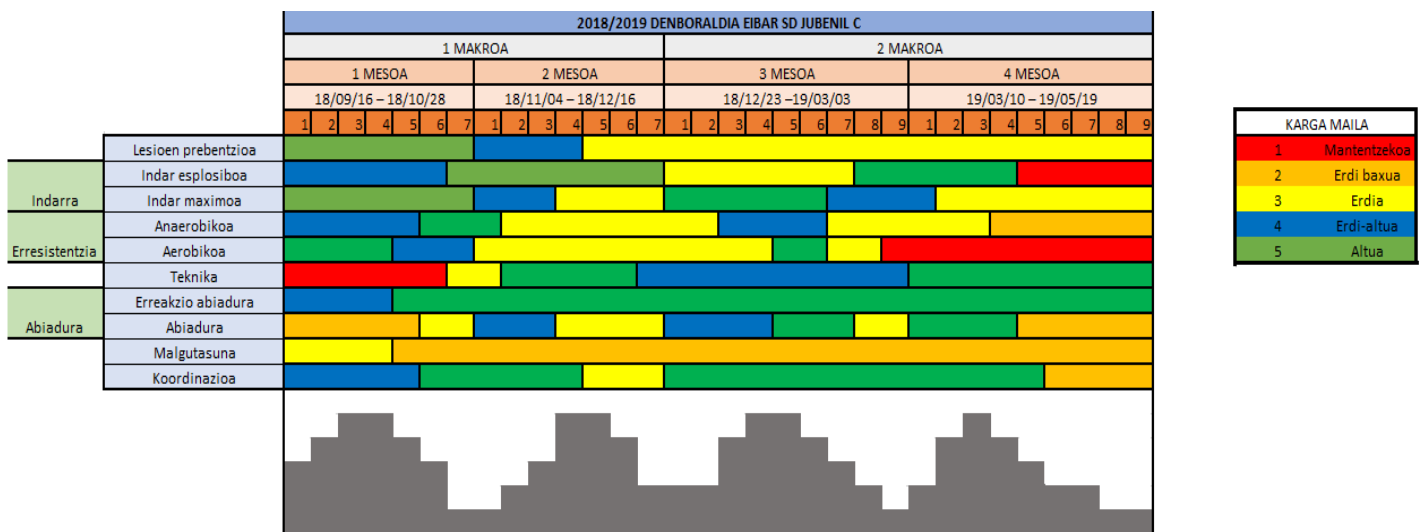 2018/2019 DENBORALDIA EIBAR SD JUBENIL C
1 MAKROA 2 MAKROA
1 MESOA 2 MESOA 3 MESOA 4 MESOA
18/09/16 – 18/10/28 18/11/04 – 18/12/16 18/12/23 –19/03/03 19/03/10 – 19/05/19
1 2 3 4 5 6 7 1 2 3 4 5 6 7 1 2 3 4 5 6 7 8 9 1 2 3 4 5 6 7 8 9
Lesioen prebentzioa
Indar esplosiboa
Indarra Indar maximoa
Anaerobikoa
Erresistentzia Aerobikoa
Teknika
Erreakzio abiadura
Abiadura Abiadura
Malgutasuna
Koordinazioa
KARGA MAILA
1 Mantentzekoa
2 Erdi baxua
3 Erdia
4 Erdi-altua
5 Altua